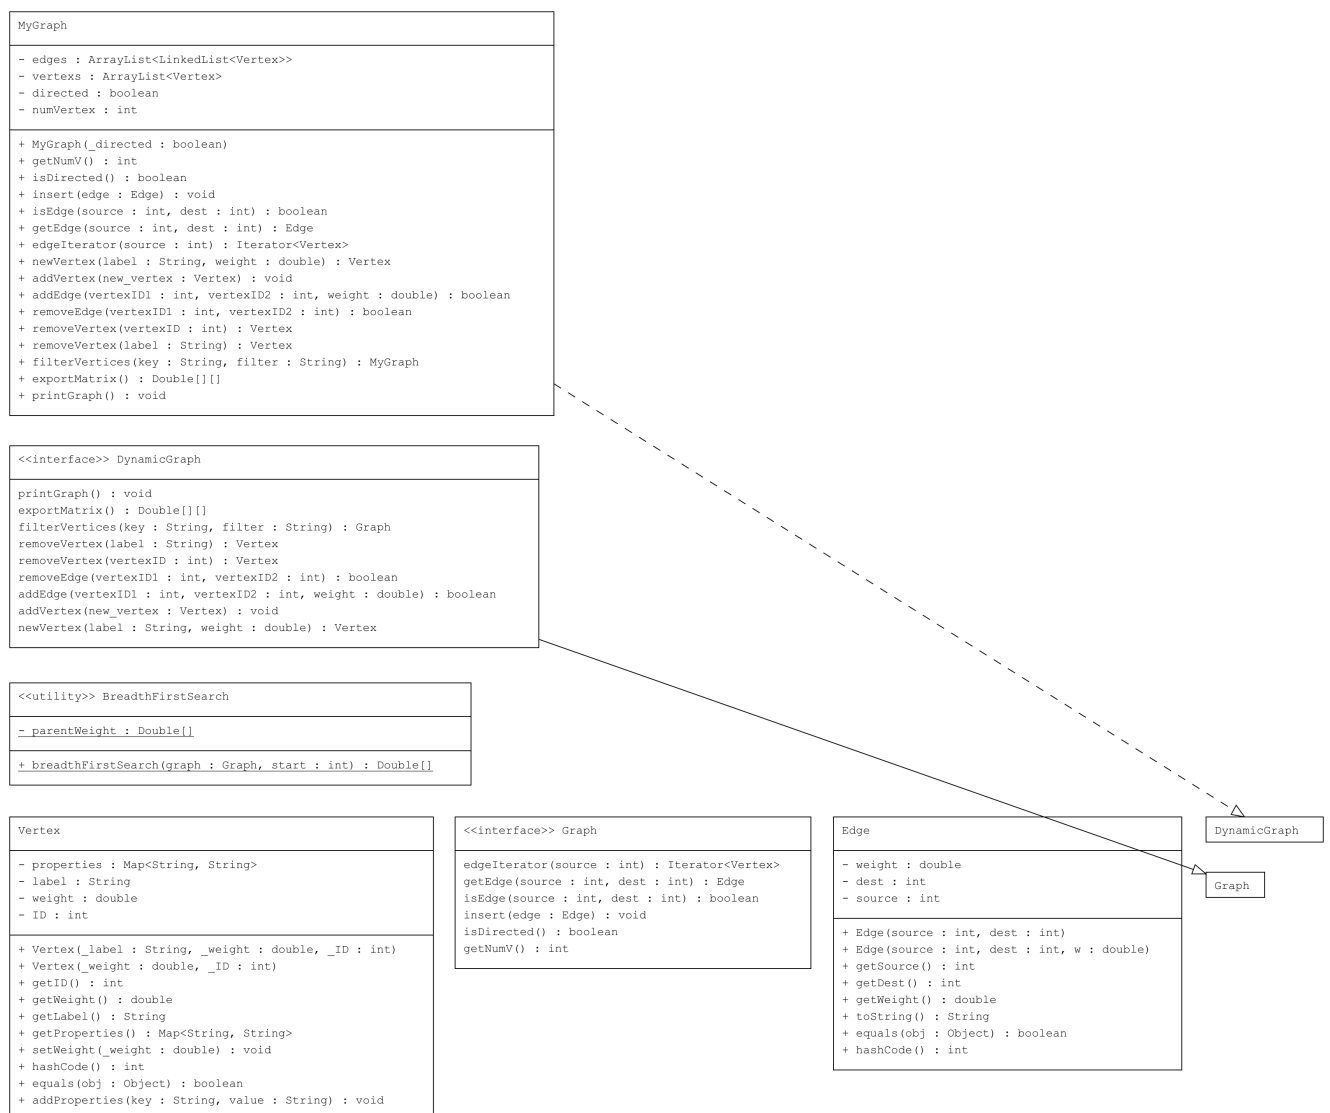 MyGraph
- edges : ArrayList<LinkedList<Vertex>>
- vertexs : ArrayList<Vertex>
- directed : boolean
- numVertex : int
+ MyGraph(_directed : boolean)
+ getNumV() : int
+ isDirected() : boolean
+ insert(edge : Edge) : void
+ isEdge(source : int, dest : int) : boolean
+ getEdge(source : int, dest : int) : Edge
+ edgeIterator(source : int) : Iterator<Vertex>
+ newVertex(label : String, weight : double) : Vertex
+ addVertex(new_vertex : Vertex) : void
+ addEdge(vertexID1 : int, vertexID2 : int, weight : double) : boolean
+ removeEdge(vertexID1 : int, vertexID2 : int) : boolean
+ removeVertex(vertexID : int) : Vertex
+ removeVertex(label : String) : Vertex
+ filterVertices(key : String, filter : String) : MyGraph
+ exportMatrix() : Double[][]
+ printGraph() : void
<<interface>> DynamicGraph
printGraph() : void
exportMatrix() : Double[][]
filterVertices(key : String, filter : String) : Graph
removeVertex(label : String) : Vertex
removeVertex(vertexID : int) : Vertex
removeEdge(vertexID1 : int, vertexID2 : int) : boolean
addEdge(vertexID1 : int, vertexID2 : int, weight : double) : boolean
addVertex(new_vertex : Vertex) : void
newVertex(label : String, weight : double) : Vertex
<<utility>> BreadthFirstSearch
- parentWeight : Double[]
+ breadthFirstSearch(graph : Graph, start : int) : Double[]
Vertex
- properties : Map<String, String>
- label : String
- weight : double
- ID : int
+ Vertex(_label : String, _weight : double, _ID : int)
+ Vertex(_weight : double, _ID : int)
+ getID() : int
+ getWeight() : double
+ getLabel() : String
+ getProperties() : Map<String, String>
+ setWeight(_weight : double) : void
+ hashCode() : int
+ equals(obj : Object) : boolean
+ addProperties(key : String, value : String) : void
<<interface>> Graph
edgeIterator(source : int) : Iterator<Vertex>
getEdge(source : int, dest : int) : Edge
isEdge(source : int, dest : int) : boolean
insert(edge : Edge) : void
isDirected() : boolean
getNumV() : int
Edge
- weight : double
- dest : int
- source : int
+ Edge(source : int, dest : int)
+ Edge(source : int, dest : int, w : double)
+ getSource() : int
+ getDest() : int
+ getWeight() : double
+ toString() : String
+ equals(obj : Object) : boolean
+ hashCode() : int
DynamicGraph
Graph